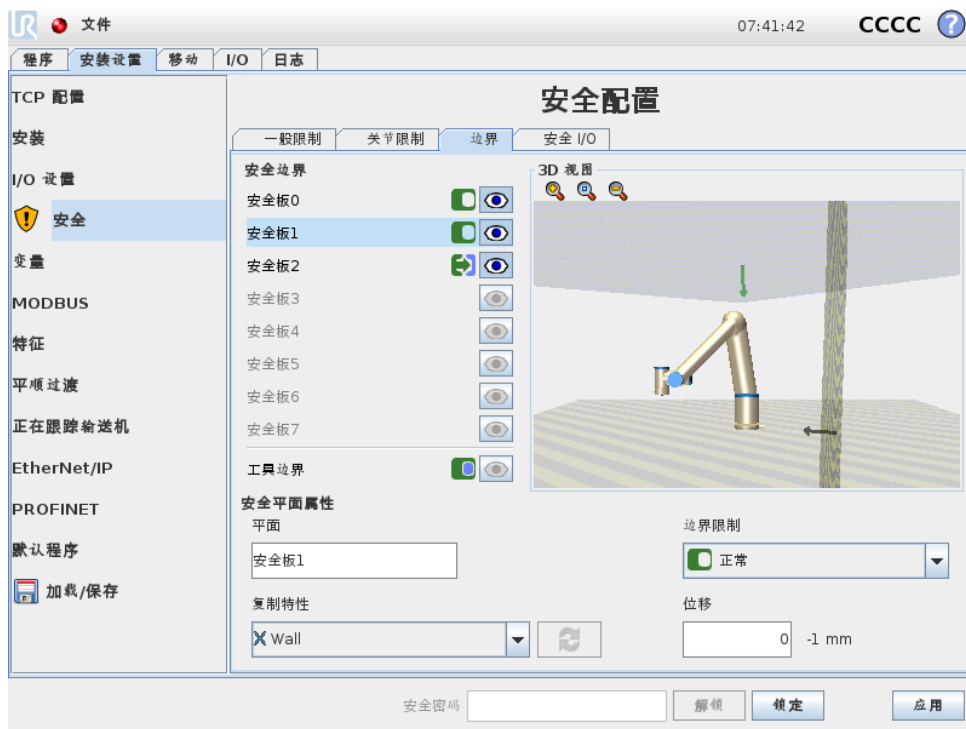 UR 文件 07:41:42 CCCC ?
程序 安装设置 移动 I/O 日志
TCP 配置
安装
I/O 设置
安全
变量
MODBUS
特征
平顺过渡
正在跟踪输送机
EtherNet/IP
PROFINET
默认程序
加载/保存
安全配置
一般限制 关节限制 边界 安全 I/O
安全边界
安全板0
安全板1
安全板2
安全板3
安全板4
安全板5
安全板6
安全板7
工具边界
3D 视图
安全平面属性
平面
安全板1
复制特性
Wall
边界限制
正常
位移
0 -1 mm
安全密码 解锁 锁定 应用